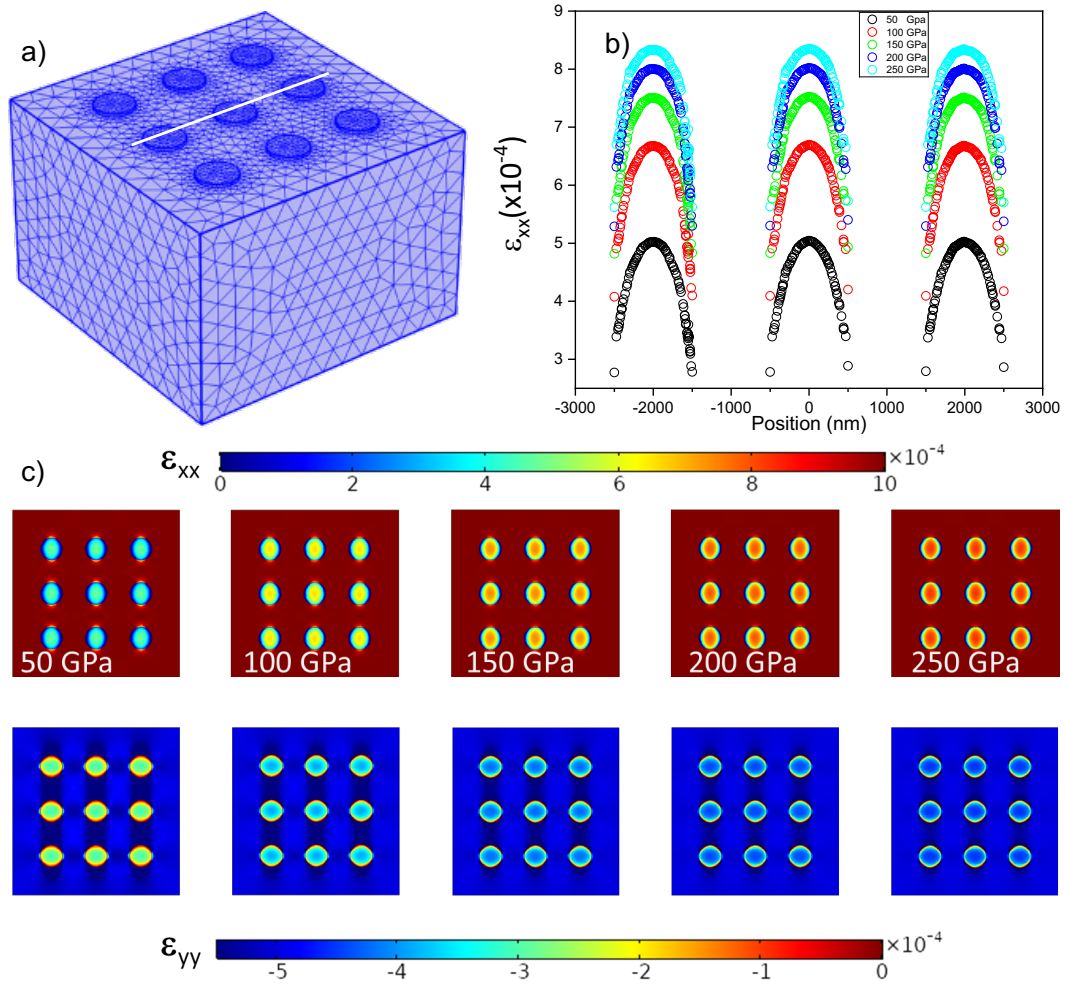 a)
b)
50 Gpa
100 GPa
150 GPa
200 GPa
250 GPa
9
8
7
6
5
4
3
εxx(x10-4)
-3000 -2000 -1000 0 1000 2000 3000
Position (nm)
c)
εxx
0 2 4 6 8 10
×10-4
50 GPa 100 GPa 150 GPa 200 GPa 250 GPa
εyy
-5 -4 -3 -2 -1 0
×10-4